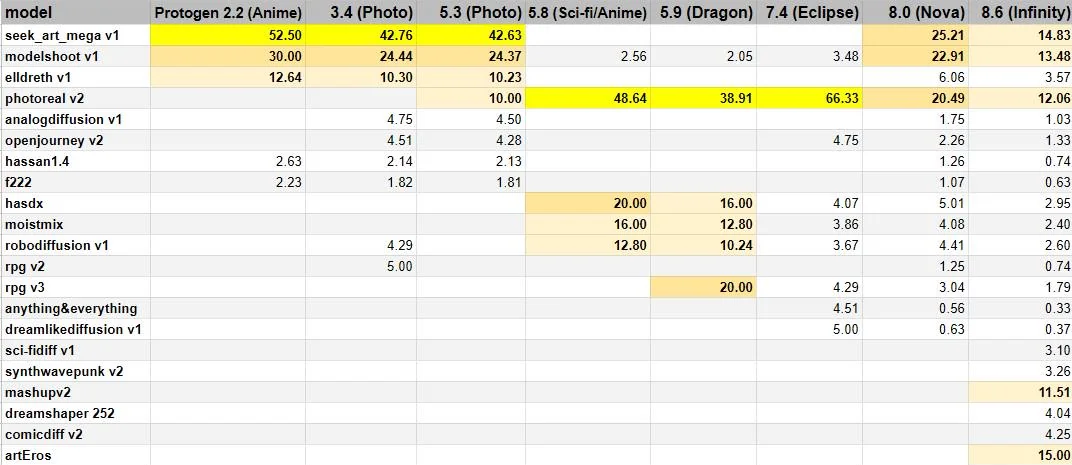 model Protogen 2.2 (Anime) 3.4 (Photo) 5.3 (Photo) 5.8 (Sci-fi/Anime) 5.9 (Dragon) 7.4 (Eclipse) 8.0 (Nova) 8.6 (Infinity)
seek_art_mega v1 52.50 42.76 42.63 25.21 14.83
modelshoot v1 30.00 24.44 24.37 2.56 2.05 3.48 22.91 13.48
elldreth v1 12.64 10.30 10.23 6.06 3.57
photoreal v2 10.00 48.64 38.91 66.33 20.49 12.06
analogdiffusion v1 4.75 4.50 1.75 1.03
openjourney v2 4.51 4.28 4.75 2.26 1.33
hassan1.4 2.63 2.14 2.13 1.26 0.74
f222 2.23 1.82 1.81 1.07 0.63
hasdx 20.00 16.00 4.07 5.01 2.95
moistmix 16.00 12.80 3.86 4.08 2.40
robodiffusion v1 4.29 12.80 10.24 3.67 4.41 2.60
rpg v2 5.00 1.25 0.74
rpg v3 20.00 4.29 3.04 1.79
anything&everything 4.51 0.56 0.33
dreamlikediffusion v1 5.00 0.63 0.37
sci-fidiff v1 3.10
synthwavepunk v2 3.26
mashupv2 11.51
dreamshaper 252 4.04
comicdiff v2 4.25
artEros 15.00